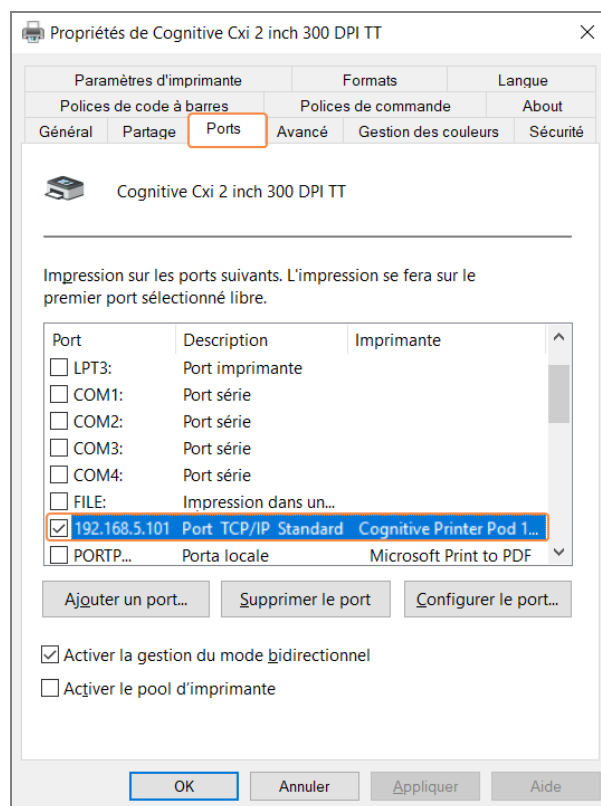 Propriétés de Cognitive Cxi 2 inch 300 DPI TT
Paramètres d'imprimante Formats Langue
Polices de code à barres Polices de commande About
Général Partage Ports Avancé Gestion des couleurs Sécurité
Cognitive Cxi 2 inch 300 DPI TT
Impression sur les ports suivants. L'impression se fera sur le
premier port sélectionné libre.
Port Description Imprimante
LPT3: Port imprimante
COM1: Port série
COM2: Port série
COM3: Port série
COM4: Port série
FILE: Impression dans un...
192.168.5.101 Port TCP/IP Standard Cognitive Printer Pod 1...
PORTP... Porta locale Microsoft Print to PDF
Ajouter un port... Supprimer le port Configurer le port...
Activer la gestion du mode bidirectionnel
Activer le pool d’imprimante
OK Annuler Appliquer Aide